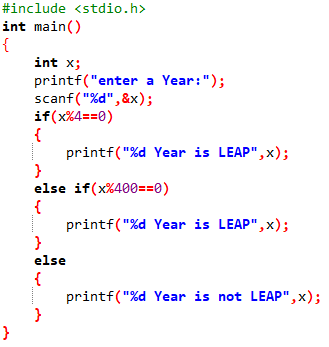 #include <stdio.h>
int main()
{
int x;
printf("enter a Year:");
scanf("%d",&x);
if(x%4==0)
{
printf("%d Year is LEAP",x);
}
else if(x%400==0)
{
printf("%d Year is LEAP",x);
}
else
{
printf("%d Year is not LEAP",x);
}
}